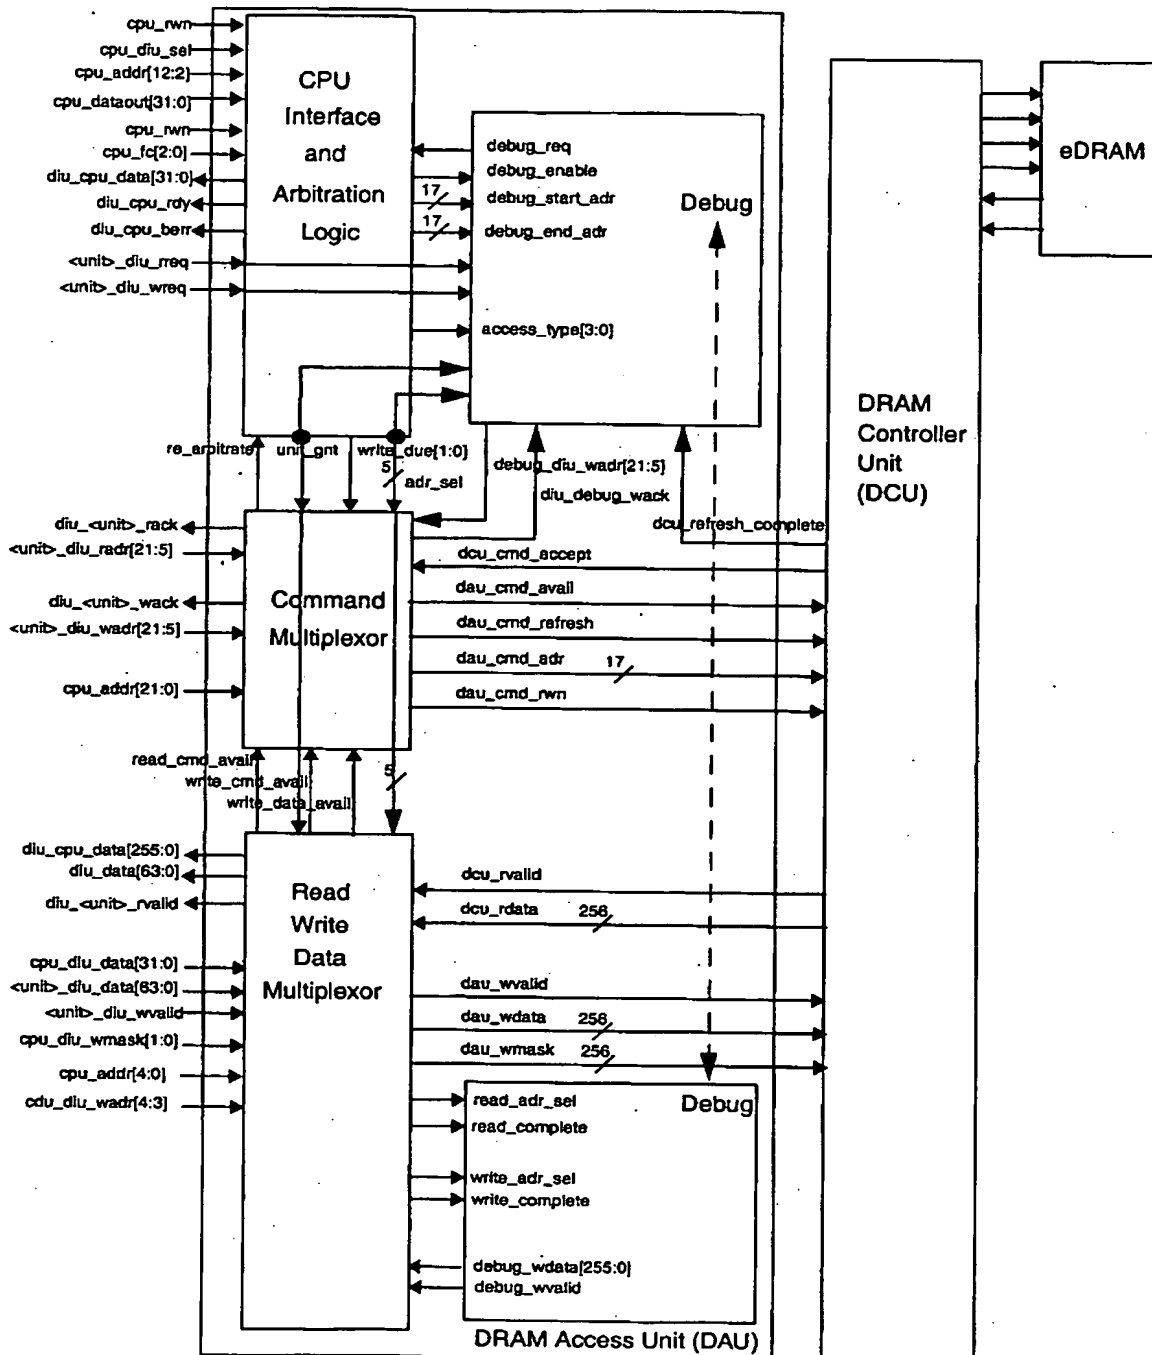 cpu_rwn
cpu_diu_sel
cpu_addr[12:2]
cpu_dataout[31:0]
cpu_rwn
cpu_fc[2:0]
diu_cpu_data[31:0]
diu_cpu_rdy
diu_cpu_berr
<unit>_diu_rreq
<unit>_diu_wreq
CPU
Interface
and
Arbitration
Logic
debug_req
debug_enable
17
debug_start_adr
17
debug_end_adr
access_type[3:0]
Debug
DRAM
Controller
Unit
(DCU)
eDRAM
re_arbitrate
unit_gnt
write_due[1:0]
5
adr_sel
debug_diu_wadr[21:5]
diu_debug_wack
dcu_refresh_complete
diu_<unit>_rack
<unit>_diu_radr[21:5]
diu_<unit>_wack
<unit>_diu_wadr[21:5]
cpu_addr[21:0]
Command
Multiplexor
dcu_cmd_accept
dau_cmd_avail
dau_cmd_refresh
dau_cmd_adr
17
dau_cmd_rwn
read_cmd_avail
write_cmd_avail
write_data_avail
5
diu_cpu_data[255:0]
diu_data[63:0]
diu_<unit>_rvalid
cpu_diu_data[31:0]
<unit>_diu_data[63:0]
<unit>_diu_wvalid
cpu_diu_wmask[1:0]
cpu_addr[4:0]
cdu_diu_wadr[4:3]
Read
Write
Data
Multiplexor
dcu_rvalid
dcu_rdata
256
dau_wvalid
dau_wdata
256
dau_wmask
256
read_adr_sel
Debug
read_complete
write_adr_sel
write_complete
debug_wdata[255:0]
debug_wvalid
DRAM Access Unit (DAU)